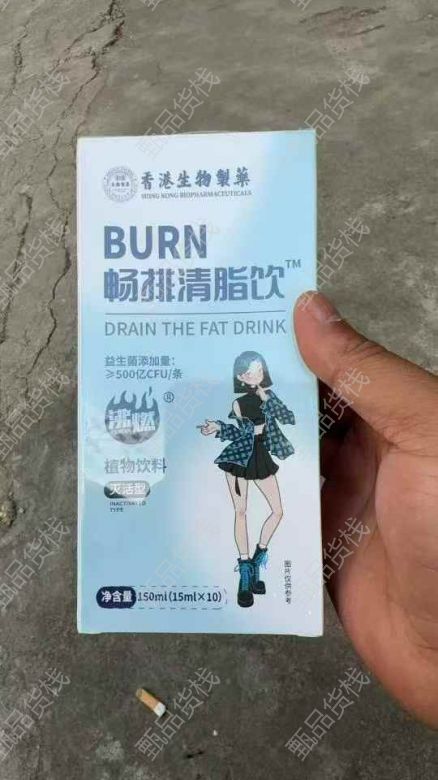 香港生物製藥
HONG KONG BIOPHARMACEUTICALS
BURN
畅排清脂饮™
DRAIN THE FAT DRINK
益生菌添加量：
≥500亿CFU/条
沸燃®
植物饮料
灭活型
INACTIVATED
TYPE
图片仅供参考
净含量 150ml(15ml×10)
甄品货栈